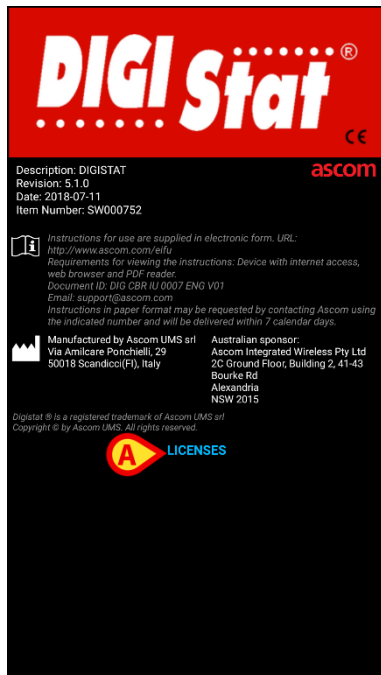 DIGI Stat ®
CE
ascom
Description: DIGISTAT
Revision: 5.1.0
Date: 2018-07-11
Item Number: SW000752
Instructions for use are supplied in electronic form. URL:
http://www.ascom.com/eifu
Requirements for viewing the instructions: Device with internet access,
web browser and PDF reader.
Document ID: DIG CBR IU 0007 ENG V01
Email: support@ascom.com
Instructions in paper format may be requested by contacting Ascom using
the indicated number and will be delivered within 7 calendar days.
Manufactured by Ascom UMS srl
Via Amilcare Ponchielli, 29
50018 Scandicci(FI), Italy
Australian sponsor:
Ascom Integrated Wireless Pty Ltd
2C Ground Floor, Building 2, 41-43
Bourke Rd
Alexandria
NSW 2015
Digistat ® Is a registered trademark of Ascom UMS srl
Copyright © by Ascom UMS. All rights reserved.
A LICENSES